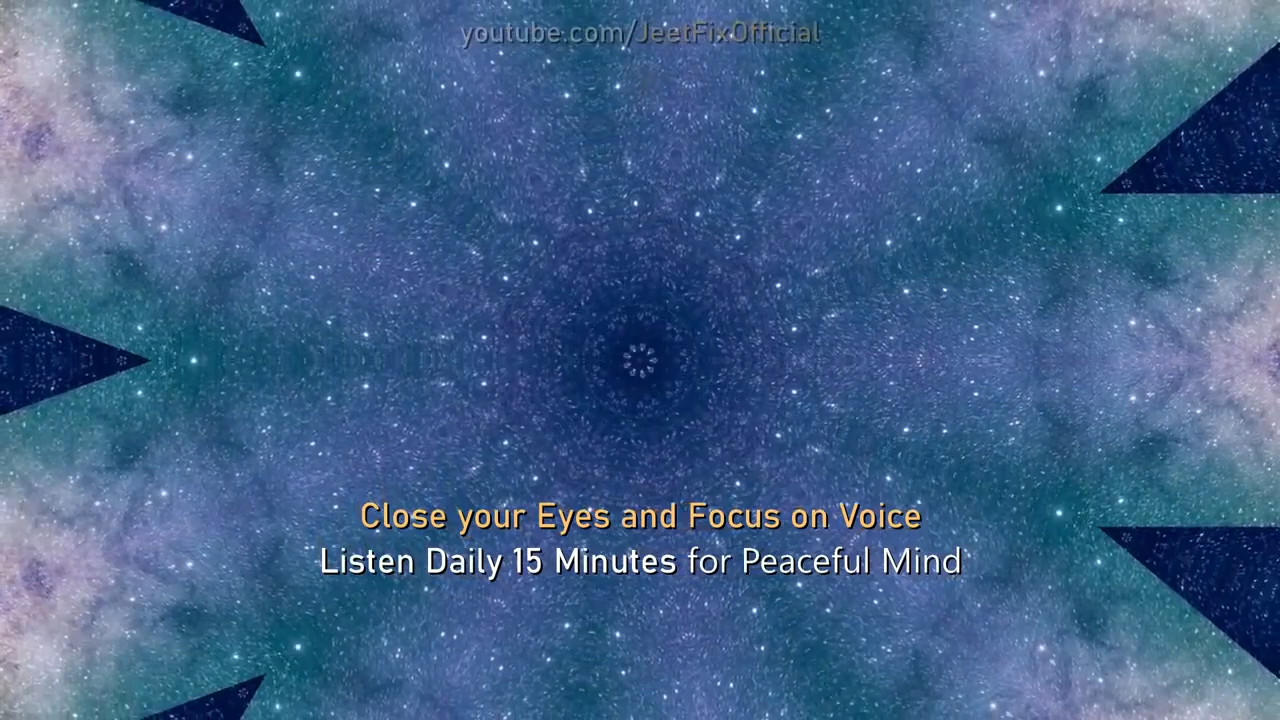 youtube.com/JeetFixOfficial
Close your Eyes and Focus on Voice
Listen Daily 15 Minutes for Peaceful Mind